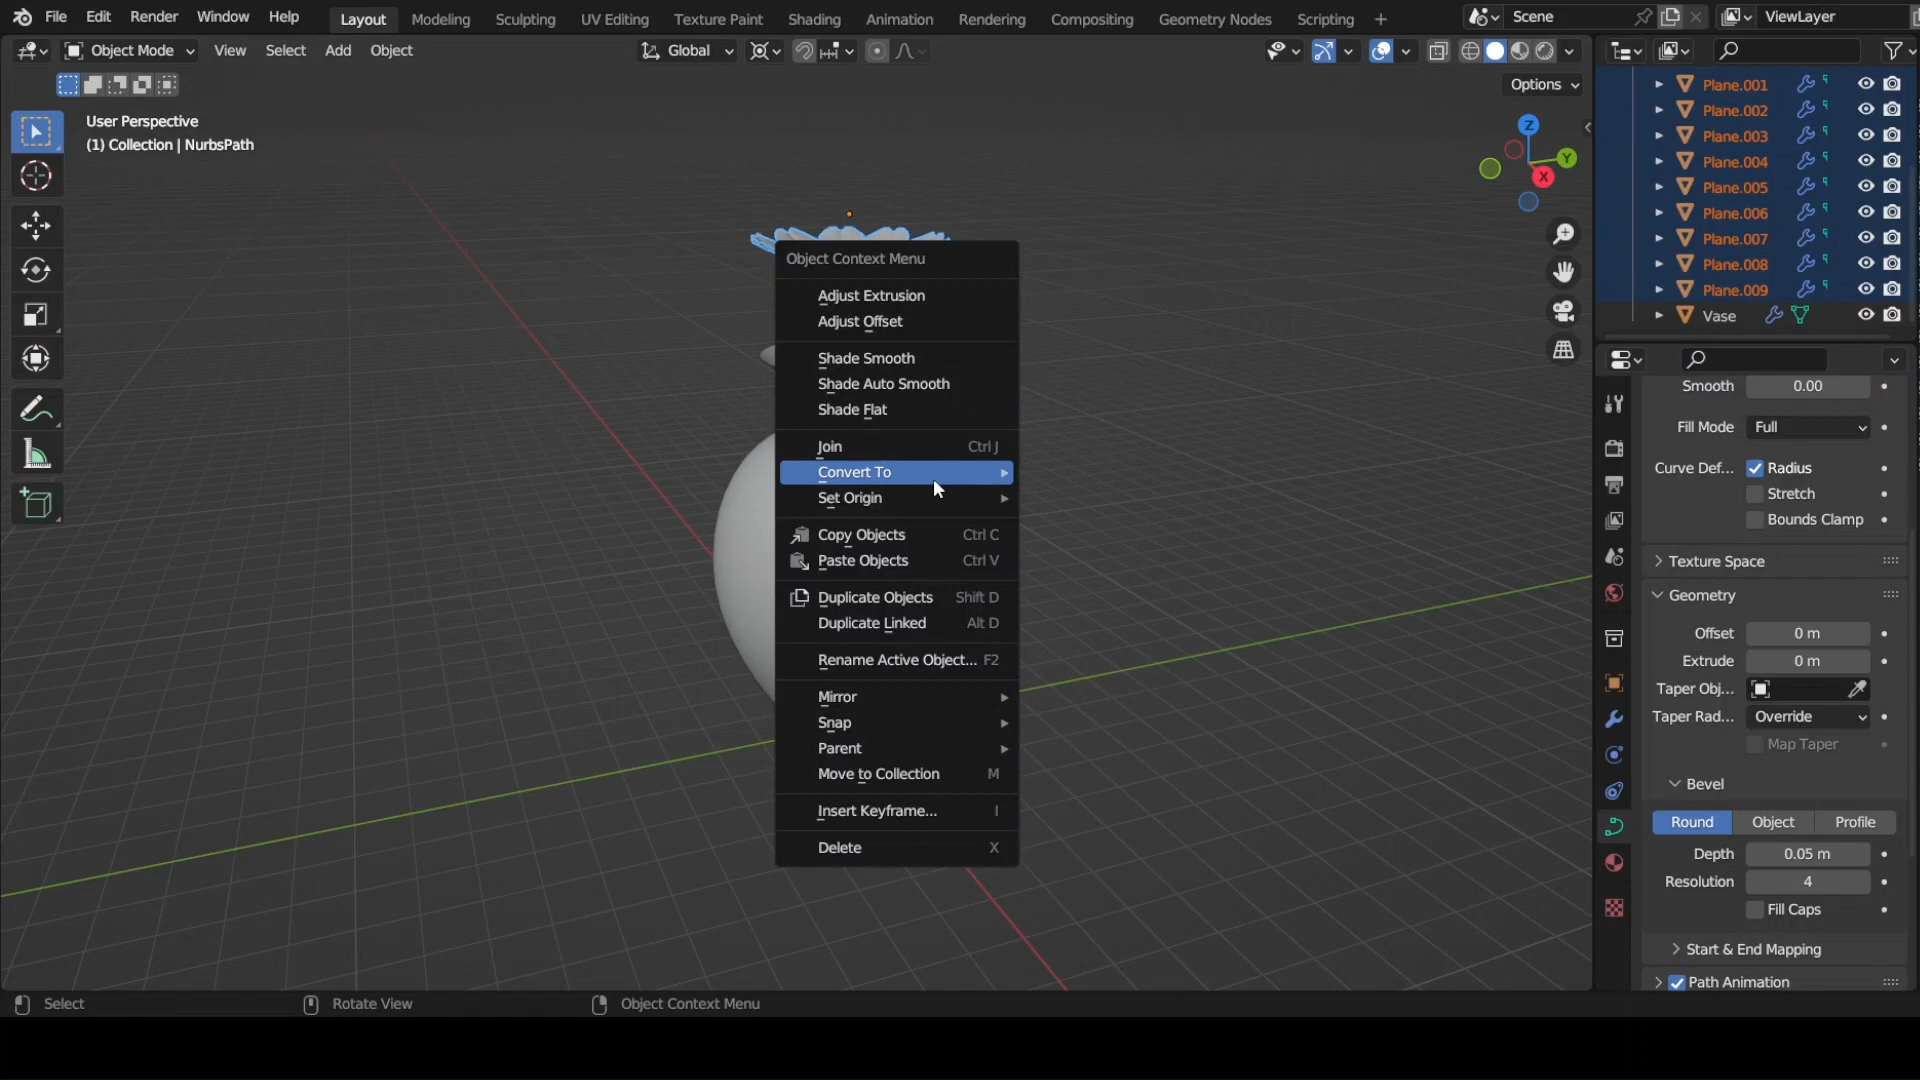 File Edit Render Window Help Layout Modeling Sculpting UV Editing Texture Paint Shading Animation Rendering Compositing Geometry Nodes Scripting + Scene ViewLayer
Object Mode View Select Add Object Global
Options
User Perspective
(1) Collection | NurbsPath
Z
Y
X
Object Context Menu
Adjust Extrusion
Adjust Offset
Shade Smooth
Shade Auto Smooth
Shade Flat
Join Ctrl J
Convert To
Set Origin
Copy Objects Ctrl C
Paste Objects Ctrl V
Duplicate Objects Shift D
Duplicate Linked Alt D
Rename Active Object... F2
Mirror
Snap
Parent
Move to Collection M
Insert Keyframe... I
Delete X
Plane.001
Plane.002
Plane.003
Plane.004
Plane.005
Plane.006
Plane.007
Plane.008
Plane.009
Vase
Smooth 0.00
Fill Mode Full
Curve Def... Radius
Stretch
Bounds Clamp
Texture Space
Geometry
Offset 0 m
Extrude 0 m
Taper Obj...
Taper Rad... Override
Map Taper
Bevel
Round Object Profile
Depth 0.05 m
Resolution 4
Fill Caps
Start & End Mapping
Path Animation
Select Rotate View Object Context Menu